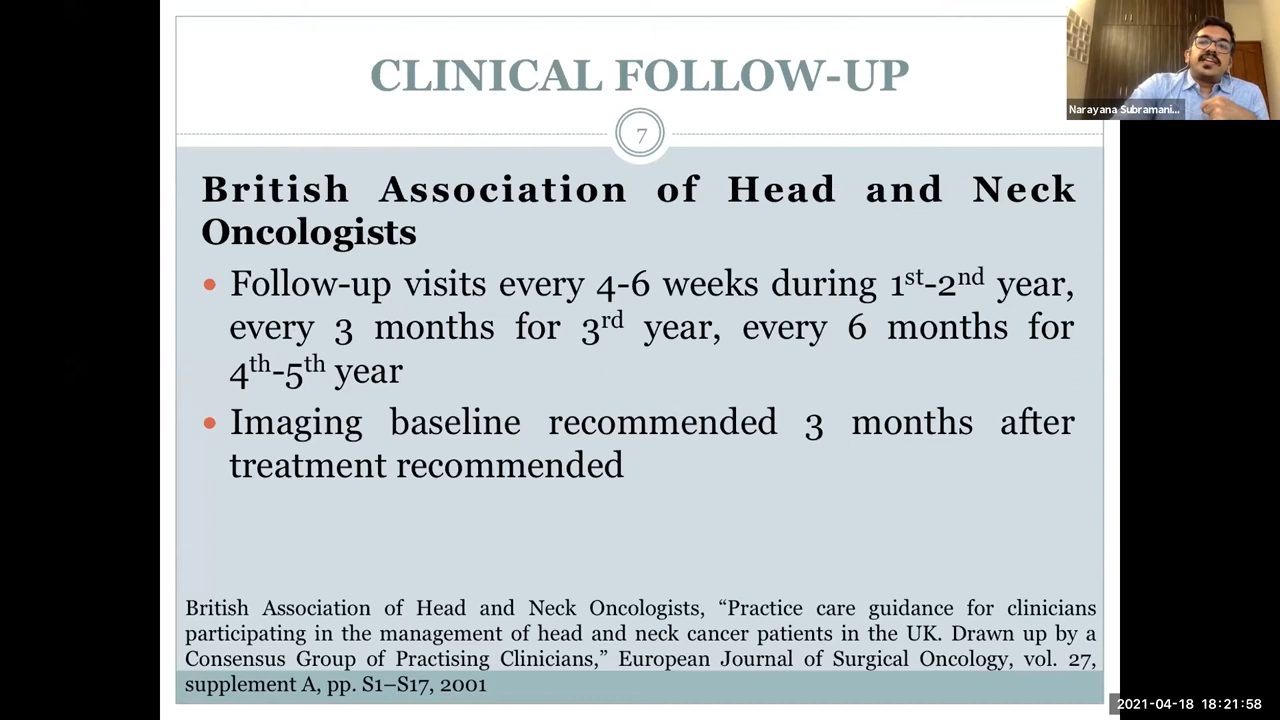 CLINICAL FOLLOW-UP
7
Narayana Subramani...
British Association of Head and Neck
Oncologists
• Follow-up visits every 4-6 weeks during 1st-2nd year,
every 3 months for 3rd year, every 6 months for
4th-5th year
• Imaging baseline recommended 3 months after
treatment recommended
British Association of Head and Neck Oncologists, “Practice care guidance for clinicians
participating in the management of head and neck cancer patients in the UK. Drawn up by a
Consensus Group of Practising Clinicians,” European Journal of Surgical Oncology, vol. 27,
supplement A, pp. S1–S17, 2001
2021-04-18 18:21:58